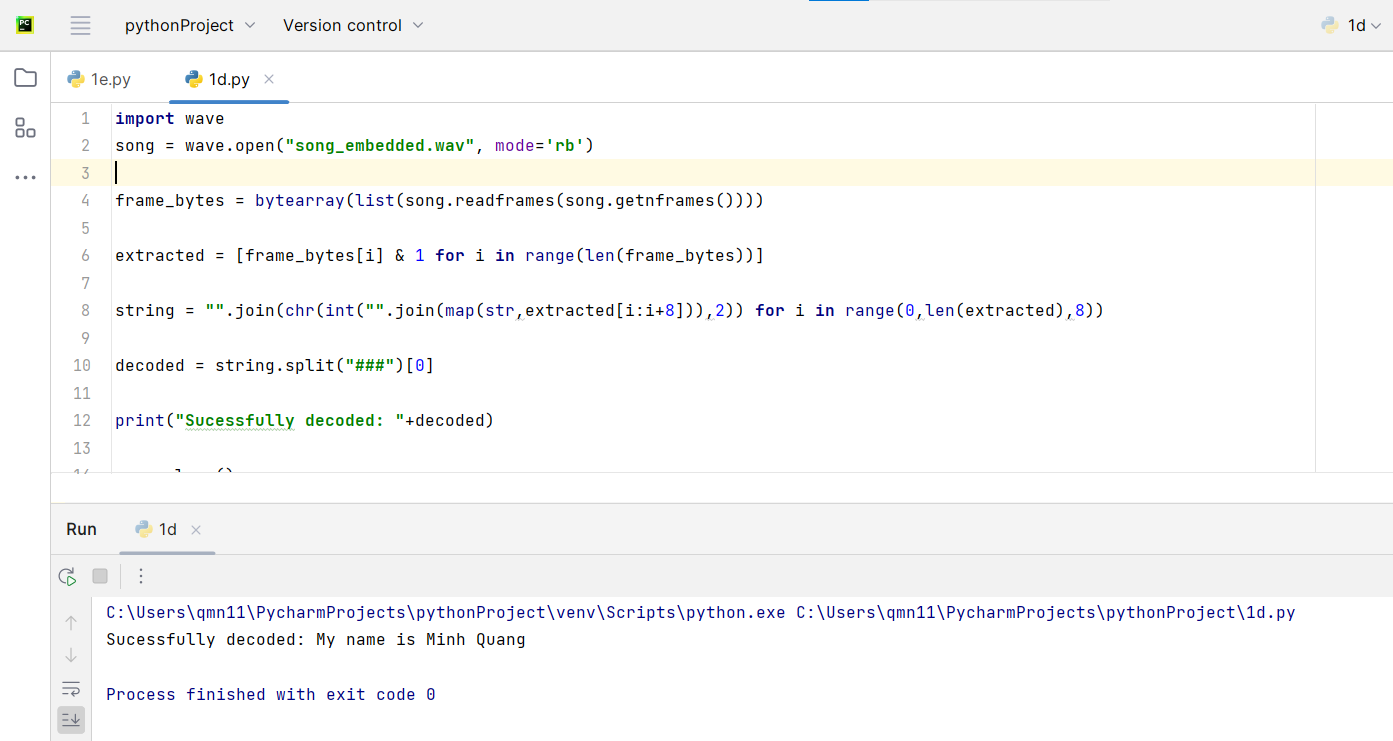 PC
pythonProject
Version control
1d
1e.py
1d.py
1 import wave
2 song = wave.open("song_embedded.wav", mode='rb')
3
4 frame_bytes = bytearray(list(song.readframes(song.getnframes())))
5
6 extracted = [frame_bytes[i] & 1 for i in range(len(frame_bytes))]
7
8 string = "".join(chr(int("".join(map(str,extracted[i:i+8])),2)) for i in range(0,len(extracted),8))
9
10 decoded = string.split("###")[0]
11
12 print("Sucessfully decoded: "+decoded)
13
Run
1d
C:\Users\qmn11\PycharmProjects\pythonProject\venv\Scripts\python.exe C:\Users\qmn11\PycharmProjects\pythonProject\1d.py
Sucessfully decoded: My name is Minh Quang
Process finished with exit code 0